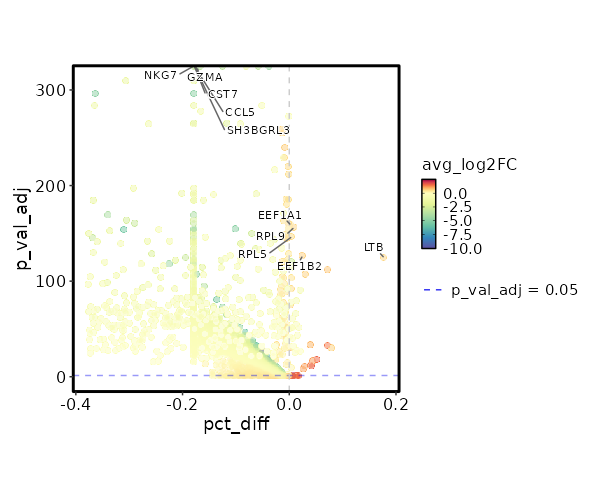 NKG7
GZMA
CST7
CCL5
SH3BGRL3
EEF1A1
RPL9
RPL5
EEF1B2
LTB
300
200
100
0
-0.4
-0.2
0.0
0.2
pct_diff
p_val_adj
avg_log2FC
0.0
-2.5
-5.0
-7.5
-10.0
p_val_adj = 0.05